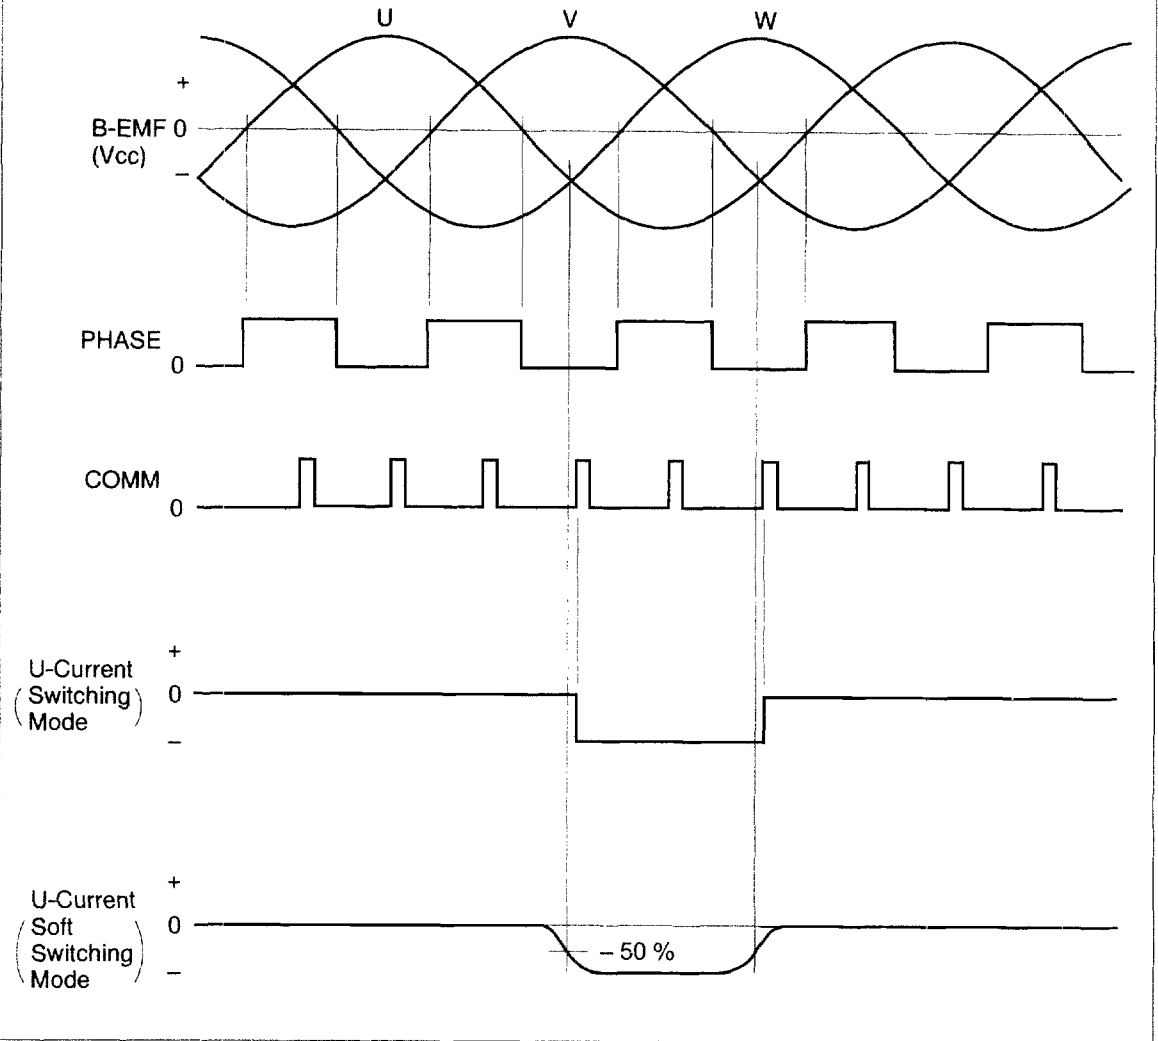 U V W
+
B-EMF 0
(Vcc)
–
PHASE
0
COMM
0
+
U-Current
Switching 0
Mode
–
+
U-Current
Soft 0
Switching – 50 %
Mode –